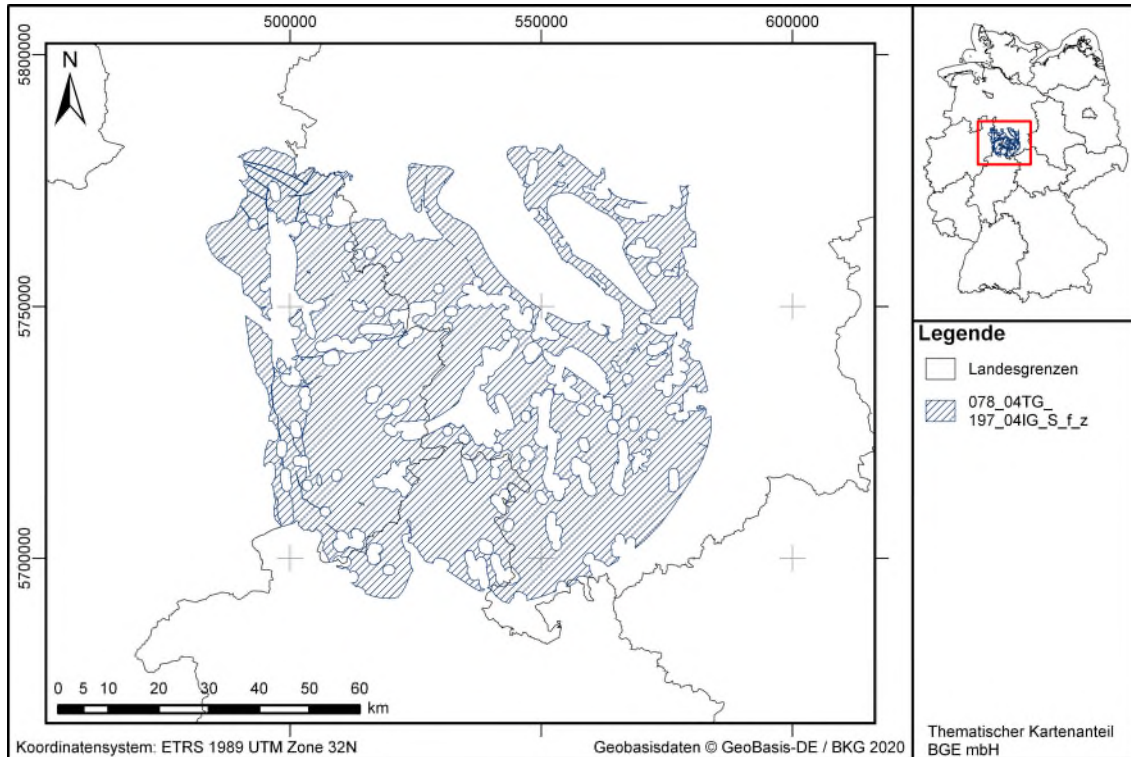 500000
550000
600000
5800000
N
5750000
5700000
0 5 10 20 30 40 50 60
km
Koordinatensystem: ETRS 1989 UTM Zone 32N
Geobasisdaten © GeoBasis-DE / BKG 2020
Legende
Landesgrenzen
078_04TG_
197_04IG_S_f_z
Thematischer Kartenanteil
BGE mbH